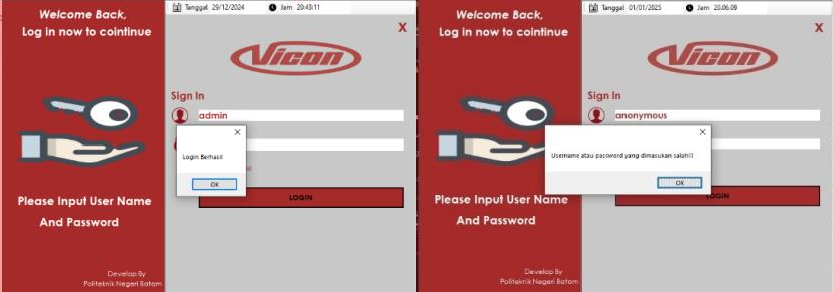 Welcome Back,
Log in now to cointinue
Please Input User Name
And Password
Develop By
Politeknik Negeri Batam
Tanggal 29/12/2024 Jam 20:43:11
X
Vicon
Sign In
admin
Login Berhasil
OK
LOGIN
Welcome Back,
Log in now to cointinue
Please Input User Name
And Password
Develop By
Politeknik Negeri Batam
Tanggal 01/01/2025 Jam 20.06.09
X
Vicon
Sign In
anonymous
Username atau password yang dimasukan salah!!!
OK
LOGIN